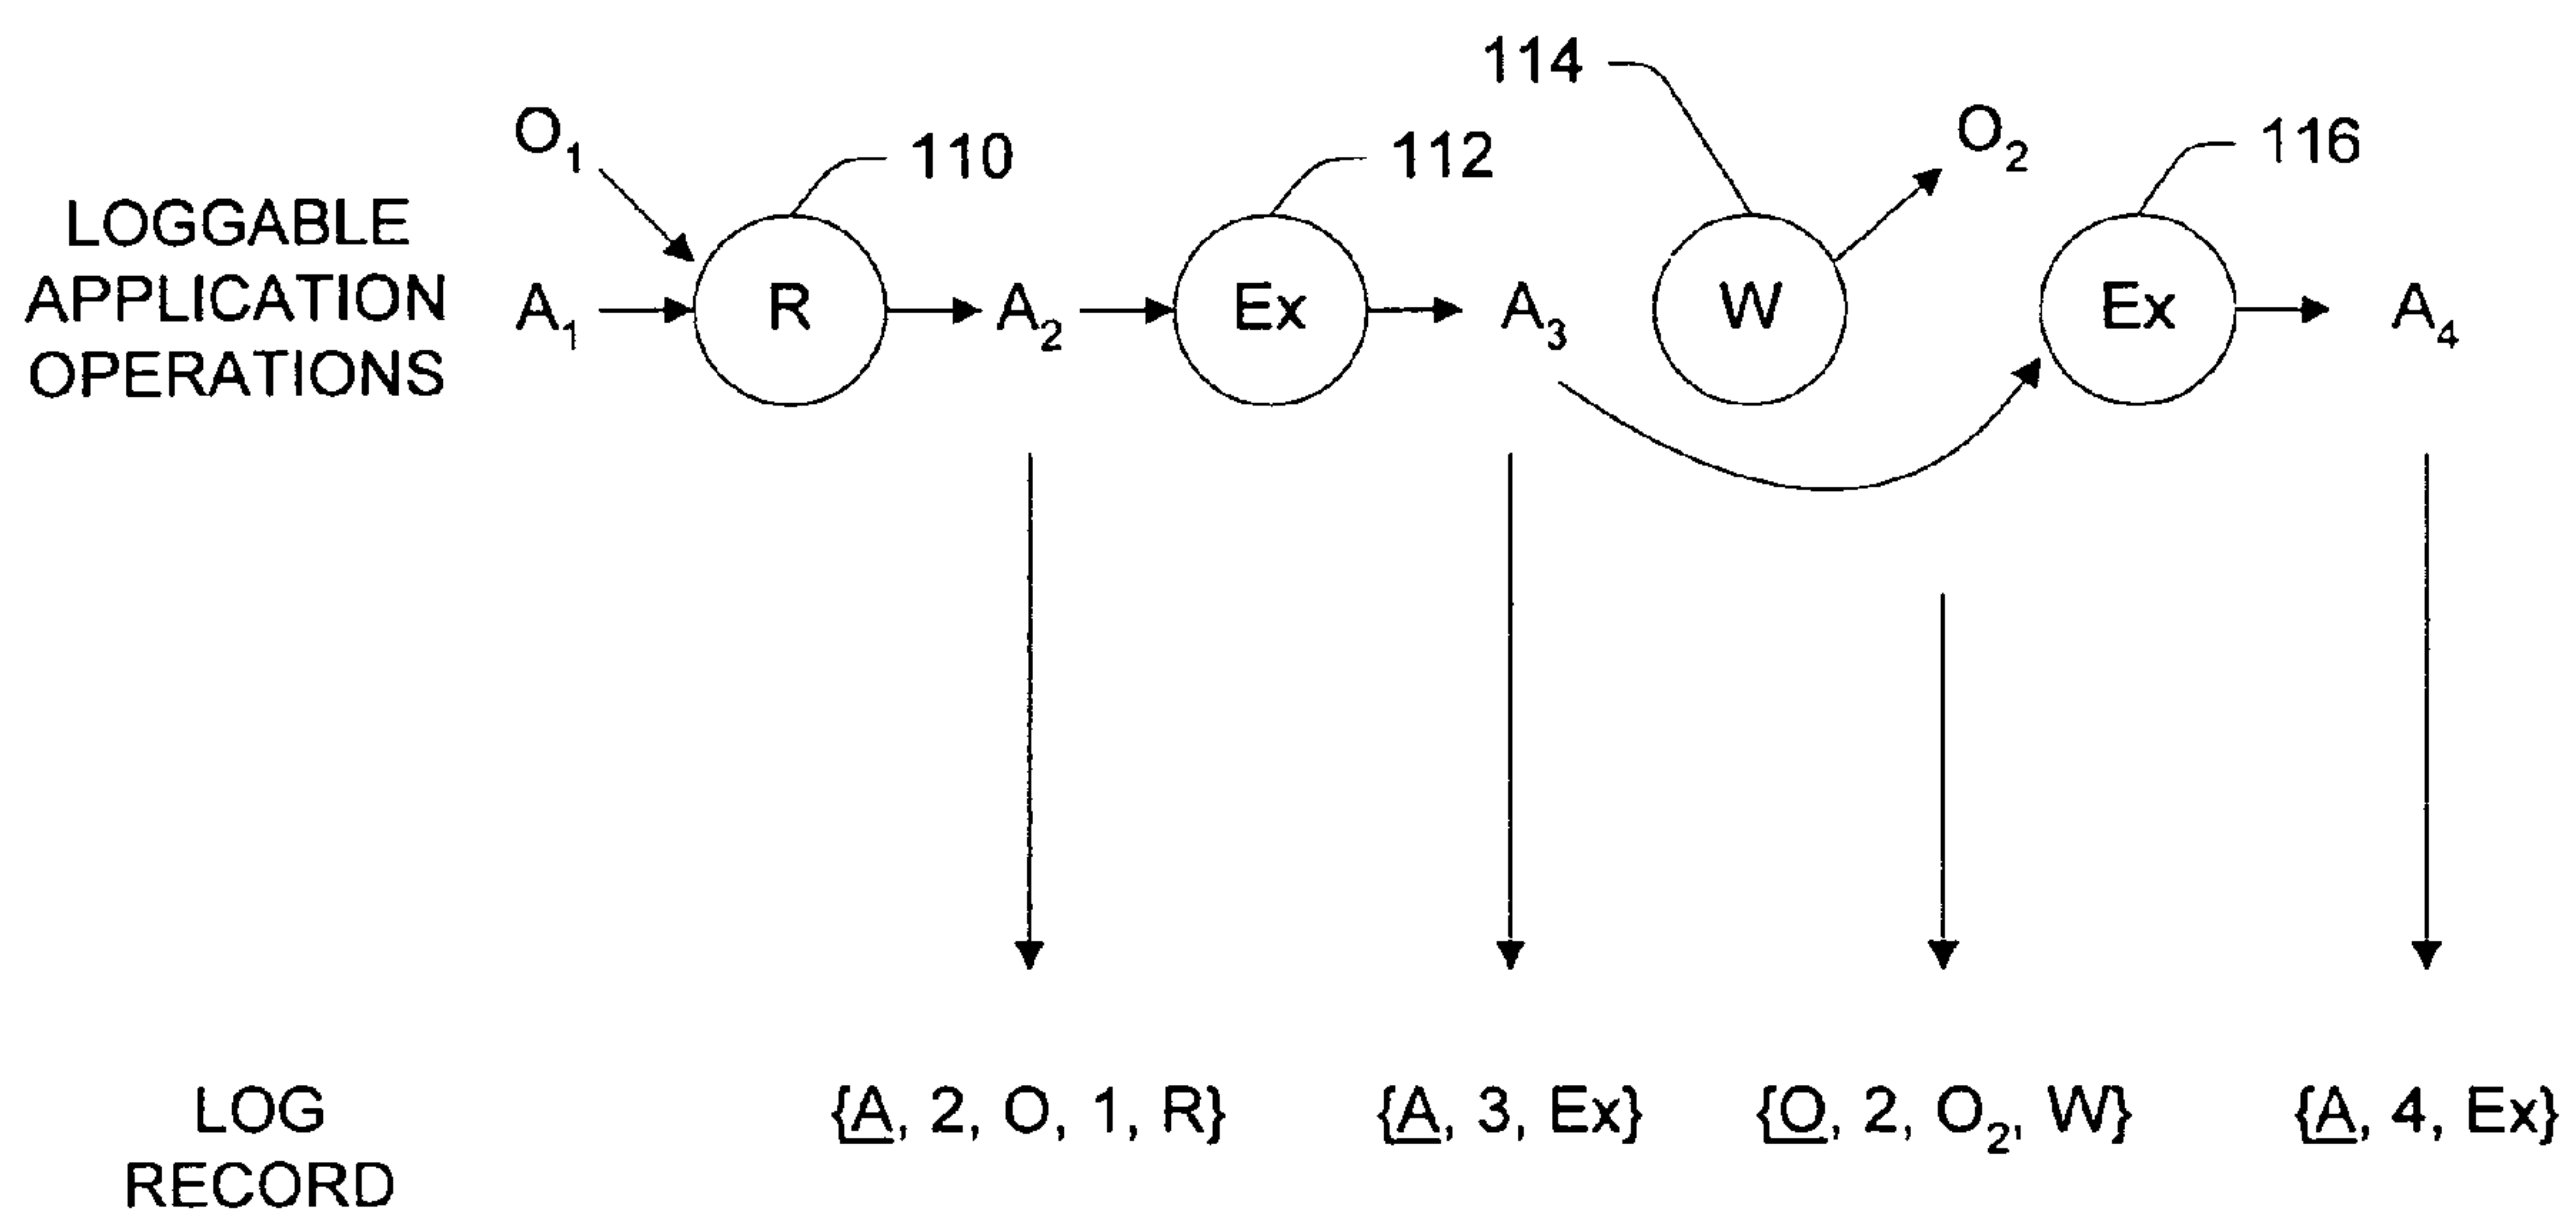 114
O₁ 110 112 O₂ 116
LOGGABLE
APPLICATION
OPERATIONS
A₁ R A₂ Ex A₃ W Ex A₄
LOG
RECORD
{A, 2, O, 1, R} {A, 3, Ex} {O, 2, O₂, W} {A, 4, Ex}